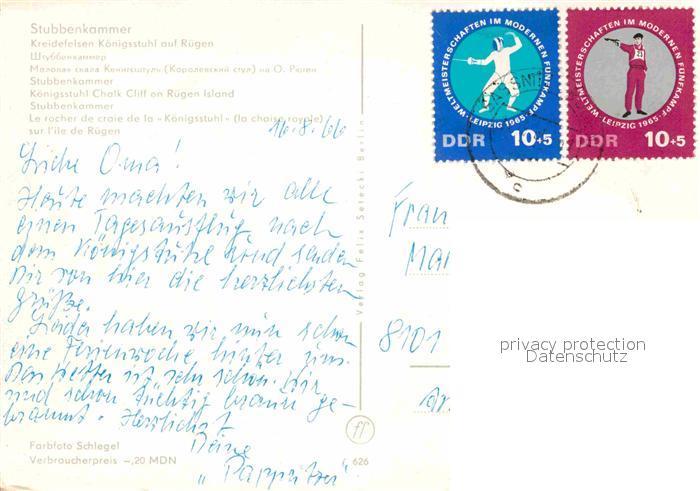 Stubbenkammer
Kreidefelsen Königsstuhl auf Rügen
Штуббенкаммер
Меловая скала Кенигсштуль (Королевский стул) на О. Рюген
Stubbenkammer
Königsstuhl Chalk Cliff on Rügen Island
Stubbenkammer
Le rocher de craie de la «Königsstuhl» (la chaise royale)
sur l'île de Rügen
16.8.66
Liebe Oma!
Heute machten wir alle
einen Tagesausflug nach
dem Königstuhl und senden
Dir von hier die herzlichsten
Grüße.
Leider haben wir nun schon
eine Ferienwoche hinter uns.
Das Wetter ist sehr schön. Wir
sind schon tüchtig braun ge-
brannt. Herzlichst
Deine
Farbfoto Schlegel
Verbraucherpreis -,20 MDN
626
Verlag Felix Setecki Berlin
WELTMEISTERSCHAFTEN IM MODERNEN FÜNFKAMPF
LEIPZIG 1965
DDR 10+5
WELTMEISTERSCHAFTEN IM MODERNEN FÜNFKAMPF
LEIPZIG 1965
DDR 10+5
Frau
8101
privacy protection
Datenschutz